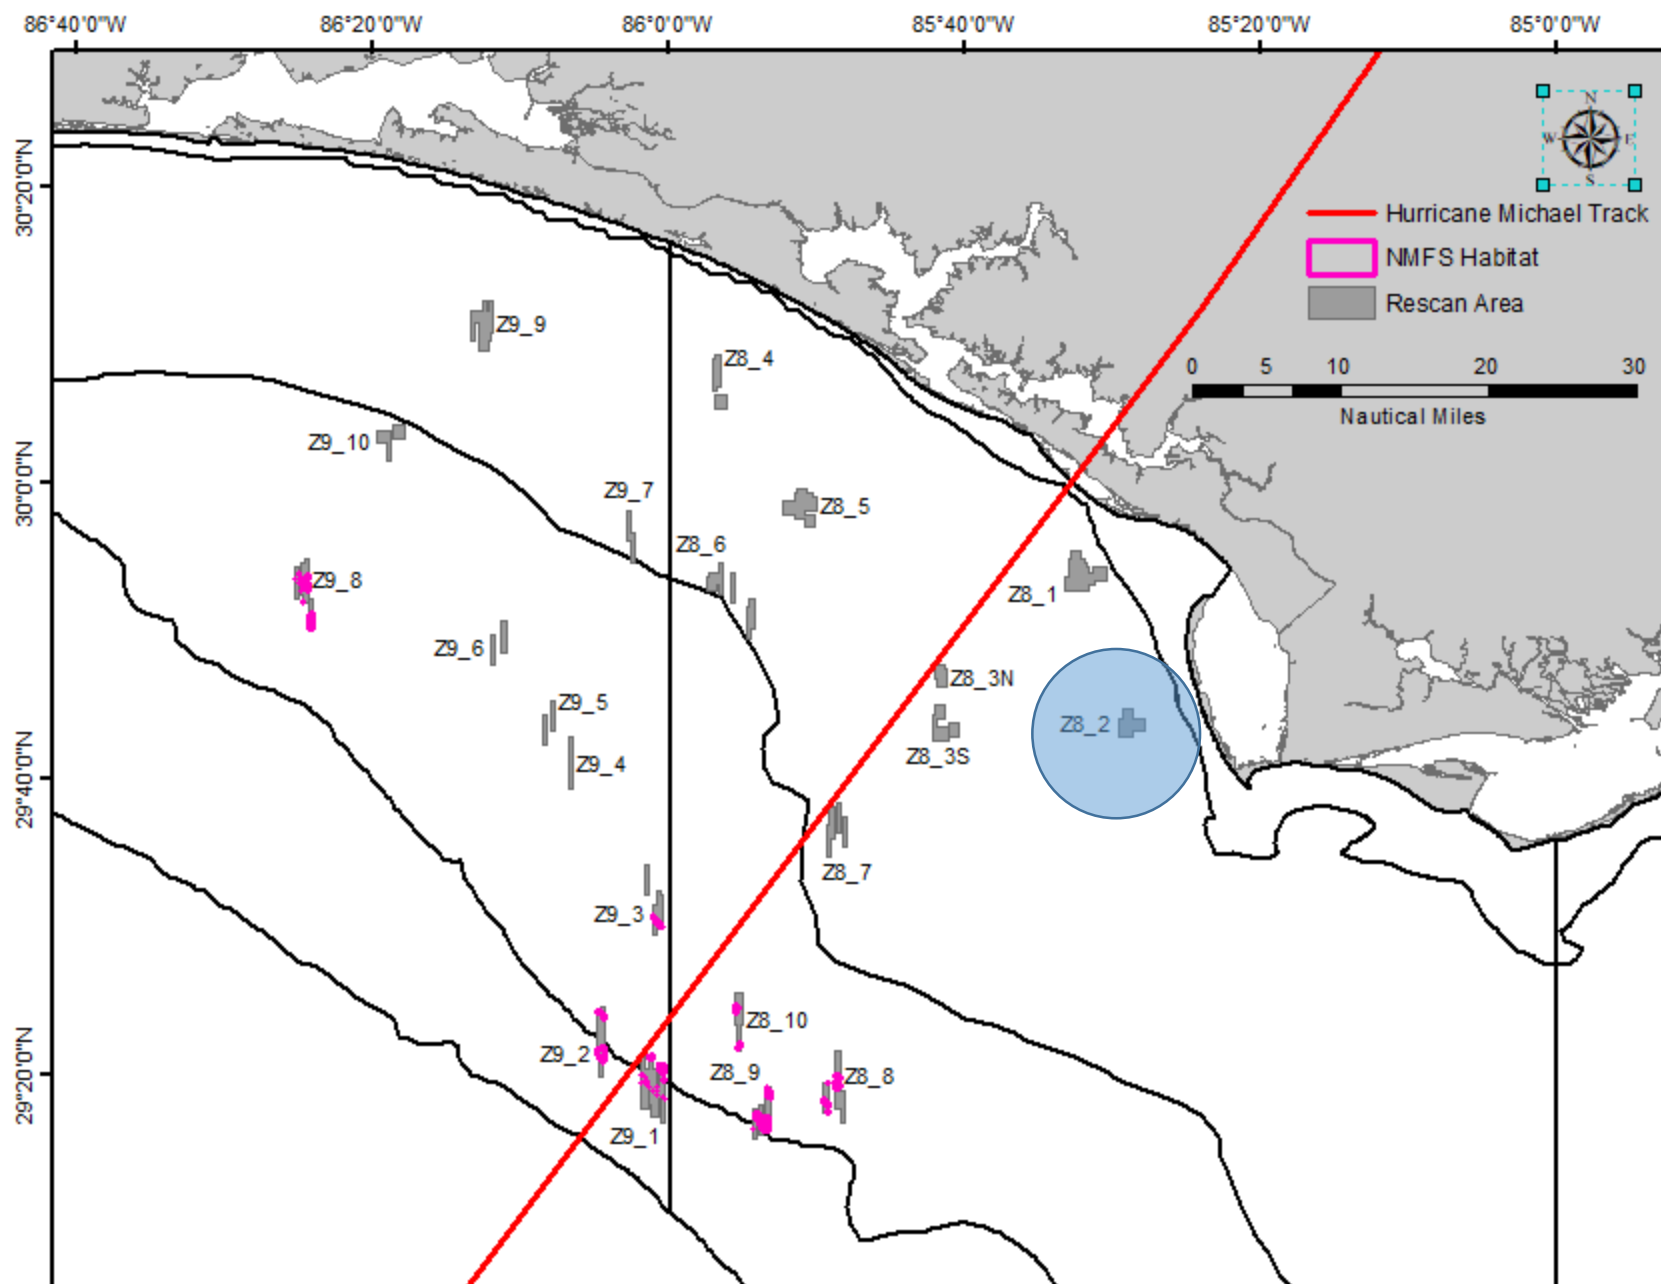 86°40'0"W 86°20'0"W 86°0'0"W 85°40'0"W 85°20'0"W 85°0'0"W
N
W E
S
30°20'0"N
30°0'0"N
29°40'0"N
29°20'0"N
Hurricane Michael Track
NMFS Habitat
Rescan Area
0 5 10 20 30
Nautical Miles
Z9_9
Z8_4
Z9_10
Z9_7
Z8_5
Z8_6
Z9_8
Z8_1
Z9_6
Z8_3N
Z9_5
Z8_2
Z8_3S
Z9_4
Z8_7
Z9_3
Z8_10
Z9_2
Z8_9
Z8_8
Z9_1